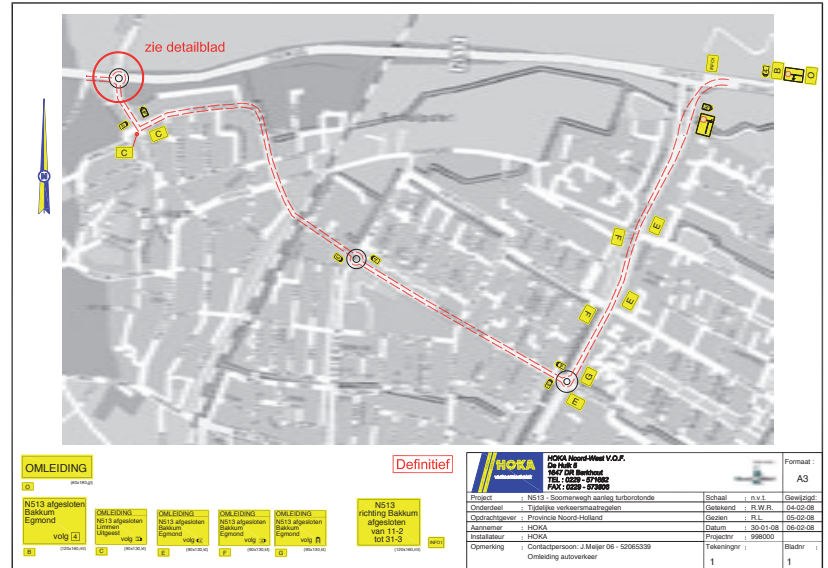 zie detailblad
INFO1
B
O
C
C
C
N
F
E
F
E
G
E
OMLEIDING
O
N513 afgesloten
Bakkum
Egmond
volg 4
B
OMLEIDING
N513 afgesloten
Limmen
Uitgeest
volg
C
OMLEIDING
N513 afgesloten
Bakkum
Egmond
volg
E
OMLEIDING
N513 afgesloten
Bakkum
Egmond
volg
F
OMLEIDING
N513 afgesloten
Bakkum
Egmond
volg
G
N513
richting Bakkum
afgesloten
van 11-2
tot 31-3
INFO1
Definitief
HOKA
HOKA Noord-West V.O.F.
De Hulk 8
1647 DR Berkhout
TEL : 0229 - 571682
FAX : 0229 - 573806
Formaat :
A3
Project : N513 - Soomerwegh aanleg turborotonde
Schaal : n.v.t.
Gewijzigd:
Onderdeel : Tijdelijke verkeersmaatregelen
Getekend : R.W.R.
04-02-08
Opdrachtgever : Provincie Noord-Holland
Gezien : R.L.
05-02-08
Aannemer : HOKA
Datum : 30-01-08
06-02-08
Installateur : HOKA
Projectnr : 998000
Opmerking : Contactpersoon: J.Meijer 06 - 52065339
Omleiding autoverkeer
Tekeningnr :
1
Bladnr :
1